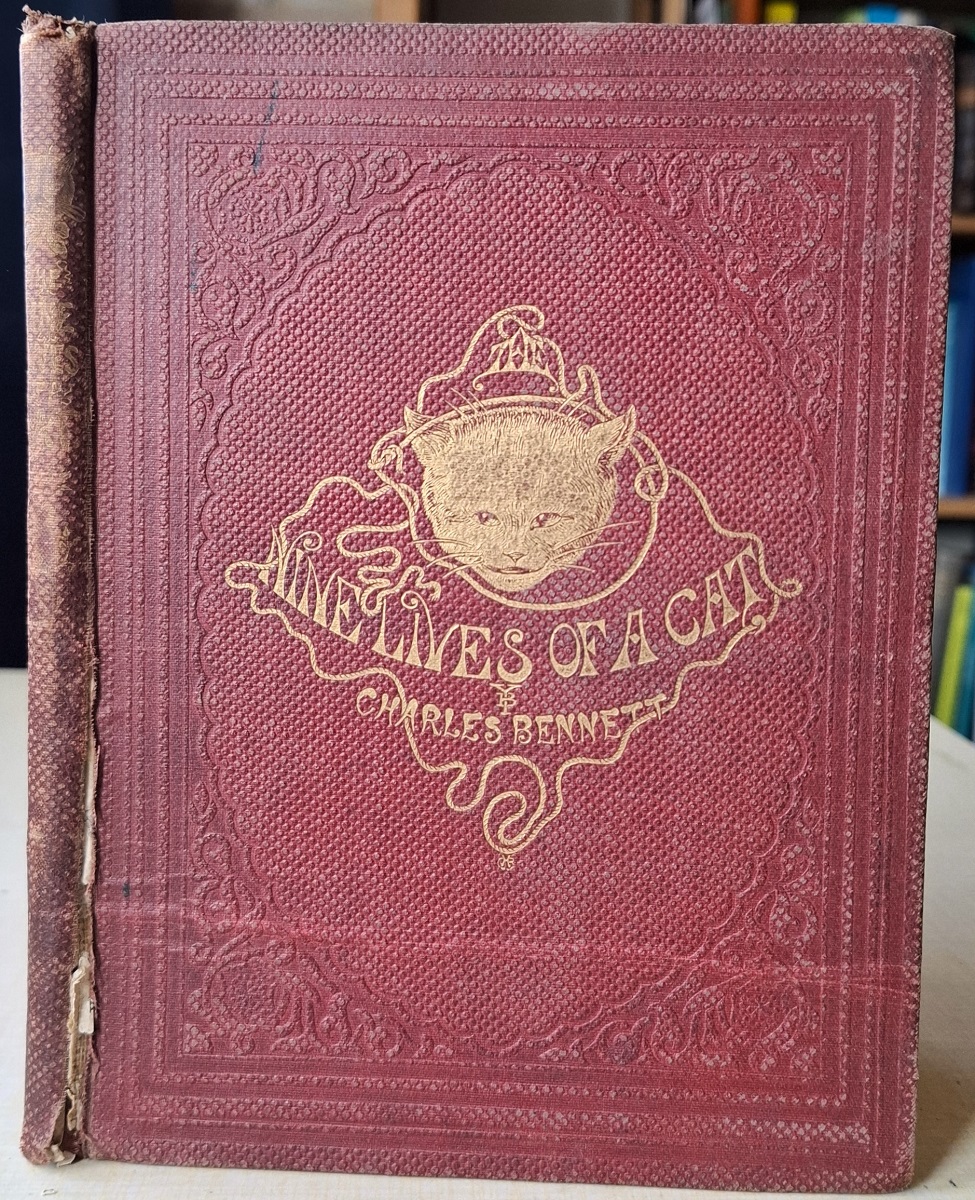 THE
NINE LIVES OF A CAT
BY
CHARLES BENNETT